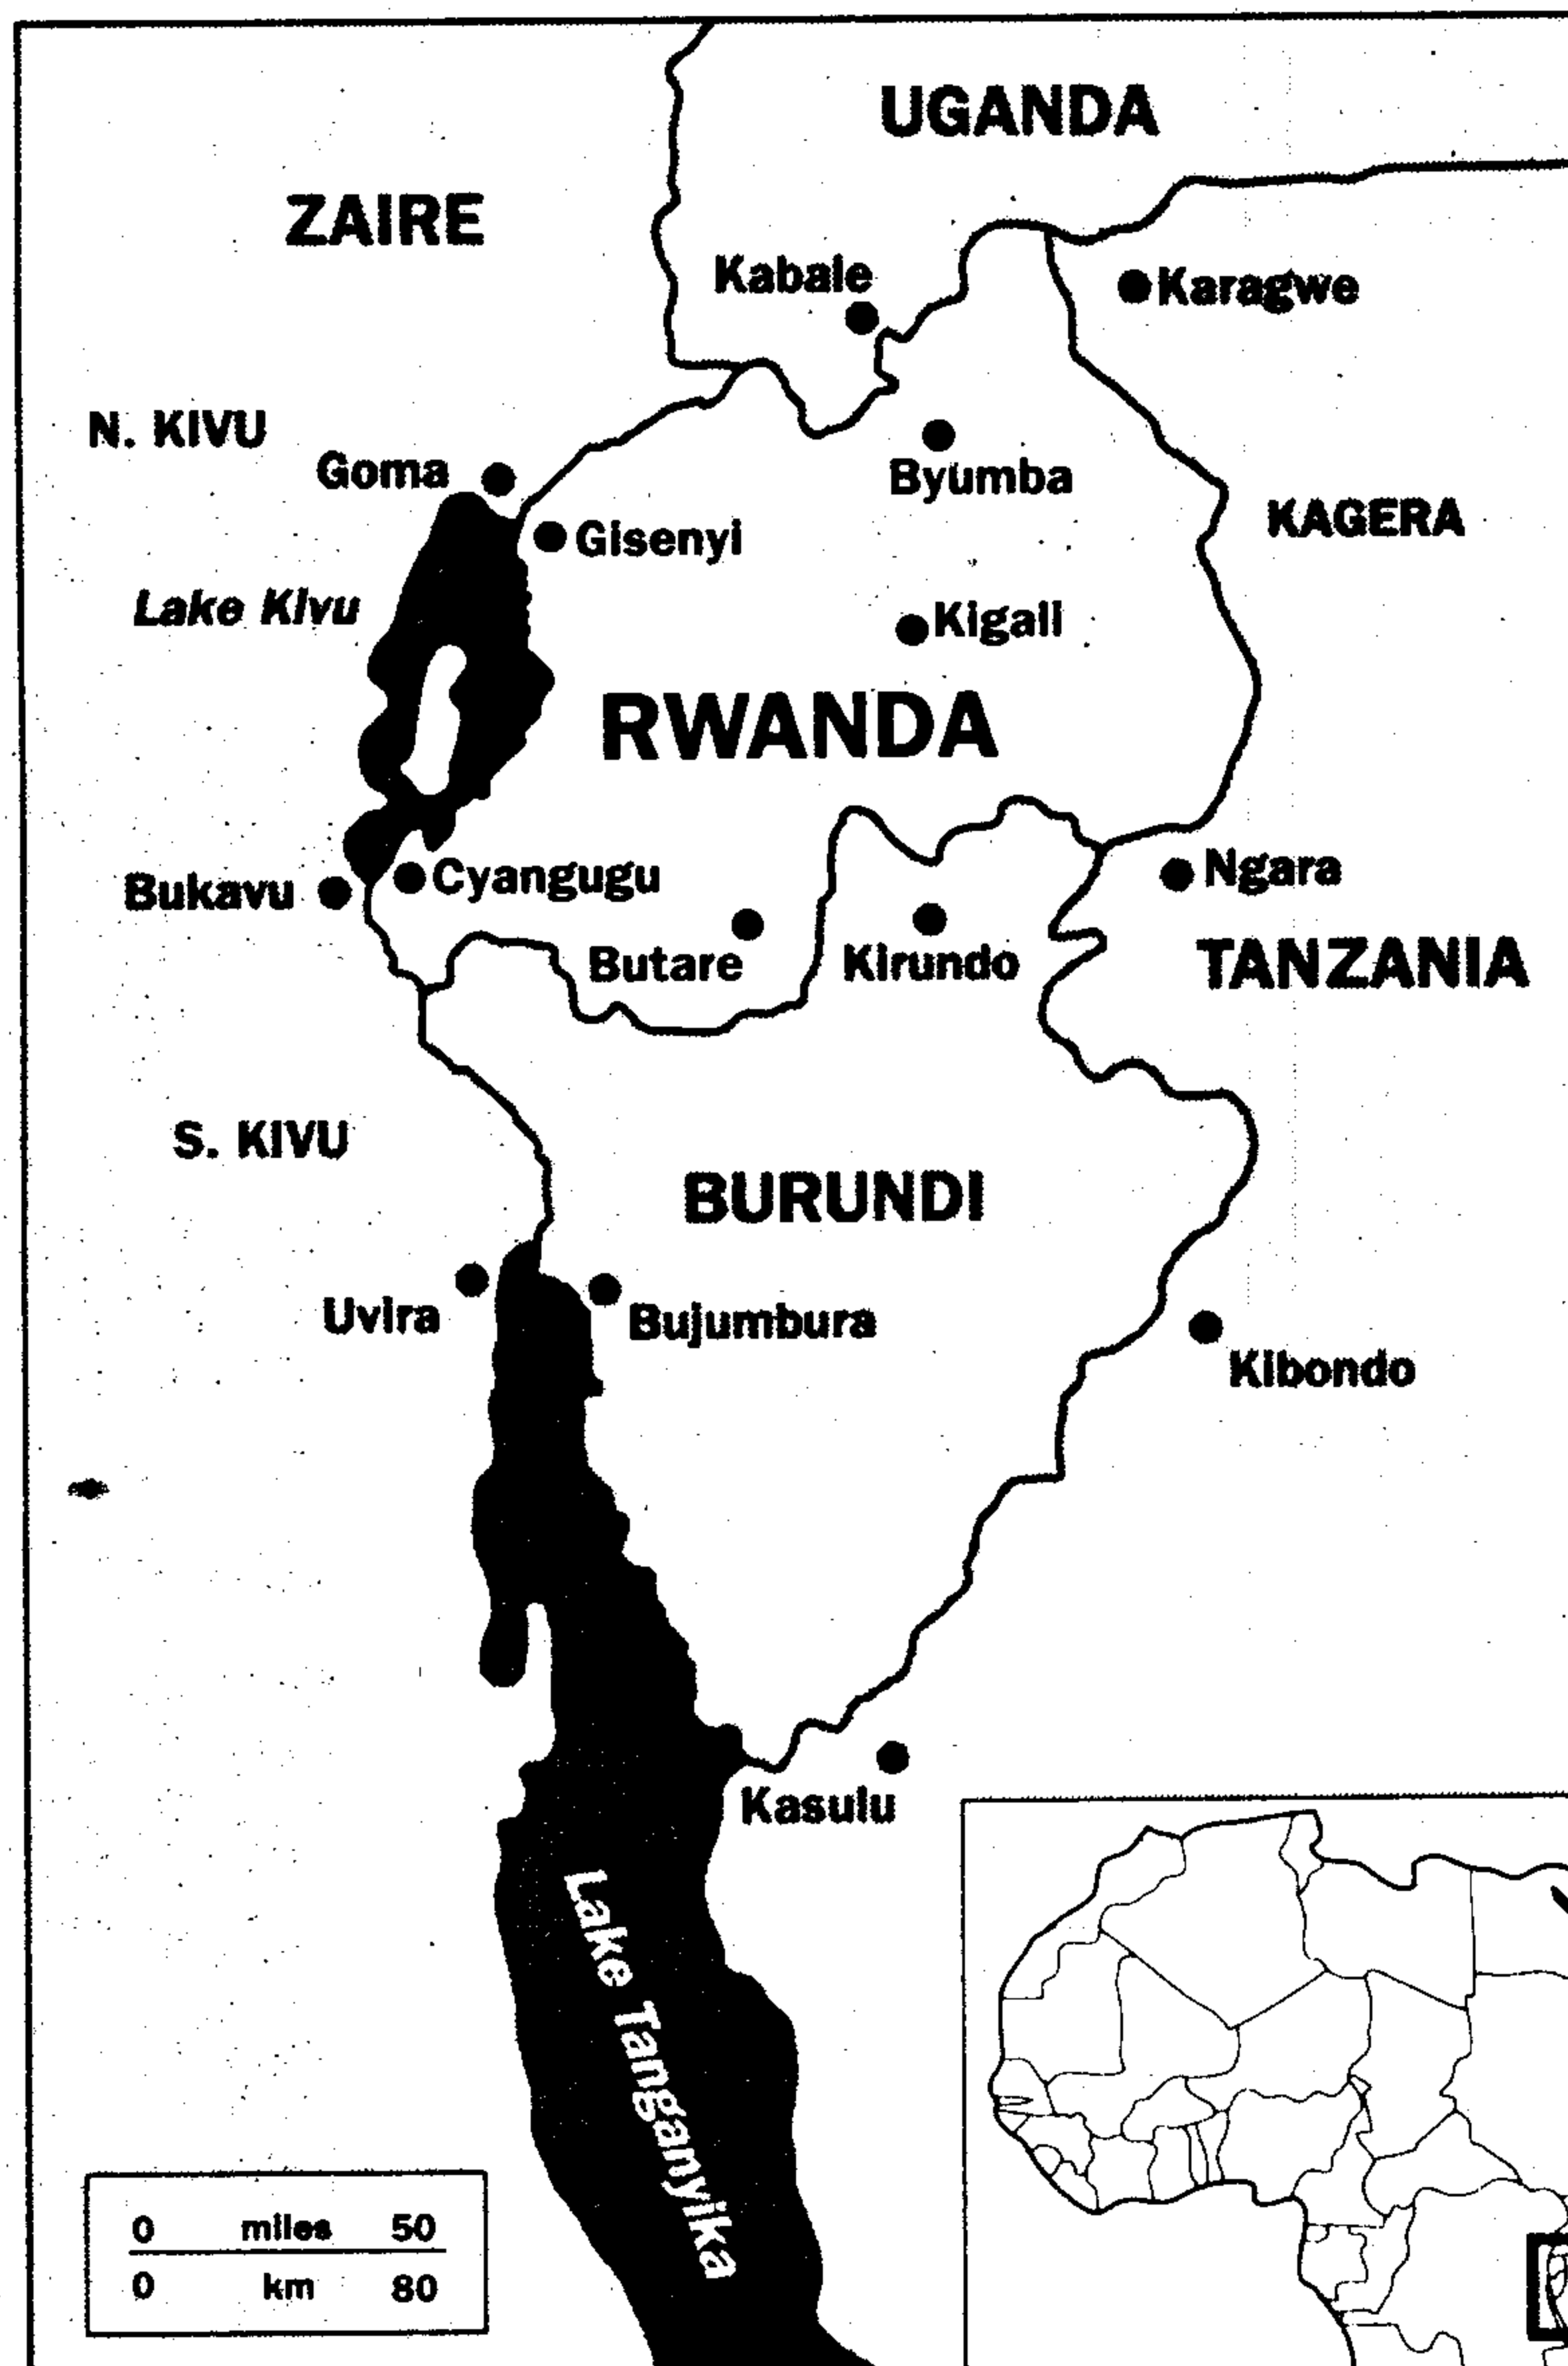 UGANDA
ZAIRE
Kabale
Karagwe
N. KIVU
Goma
Byumba
KAGERA
Gisenyi
Lake Kivu
Kigali
RWANDA
Bukavu
Cyangugu
Ngara
Butare
Kirundo
TANZANIA
S. KIVU
BURUNDI
Uvira
Bujumbura
Kibondo
Kasulu
Lake Tanganyika
0 miles 50
0 km 80